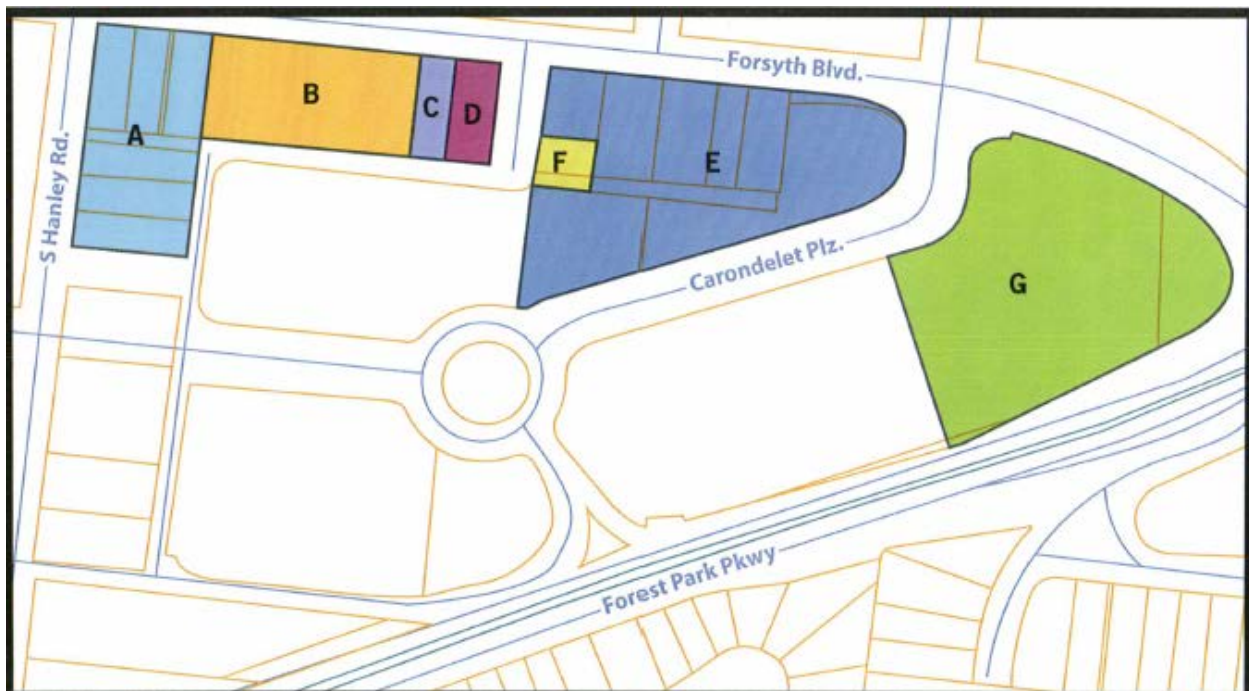 Forsyth Blvd.
S Hanley Rd.
A
B
C
D
F
E
G
Carondelet Plz.
Forest Park Pkwy